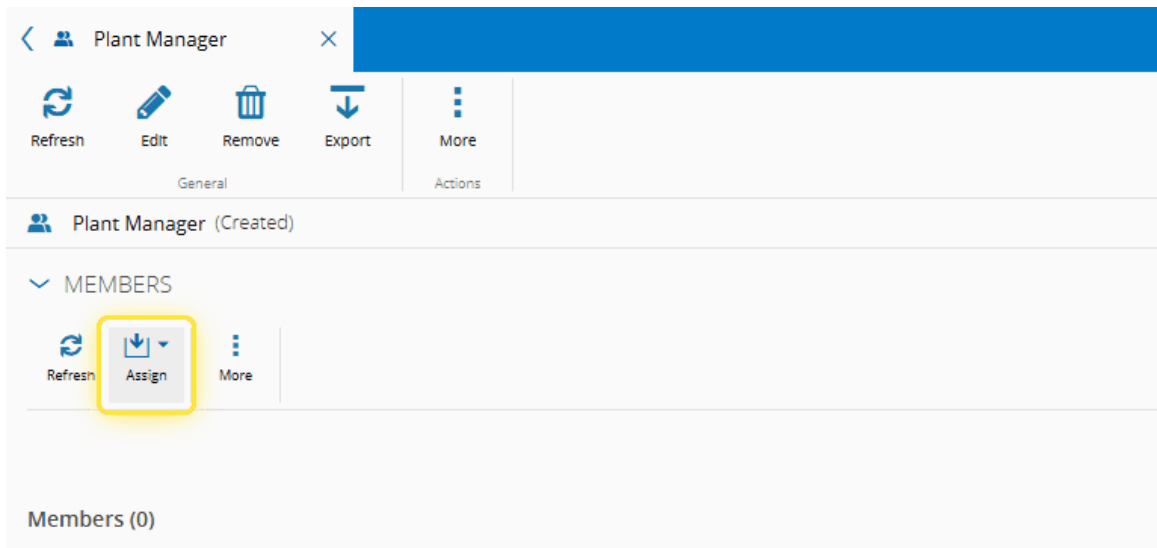 Plant Manager
Refresh Edit Remove Export More
General Actions
Plant Manager (Created)
MEMBERS
Refresh Assign More
Members (0)